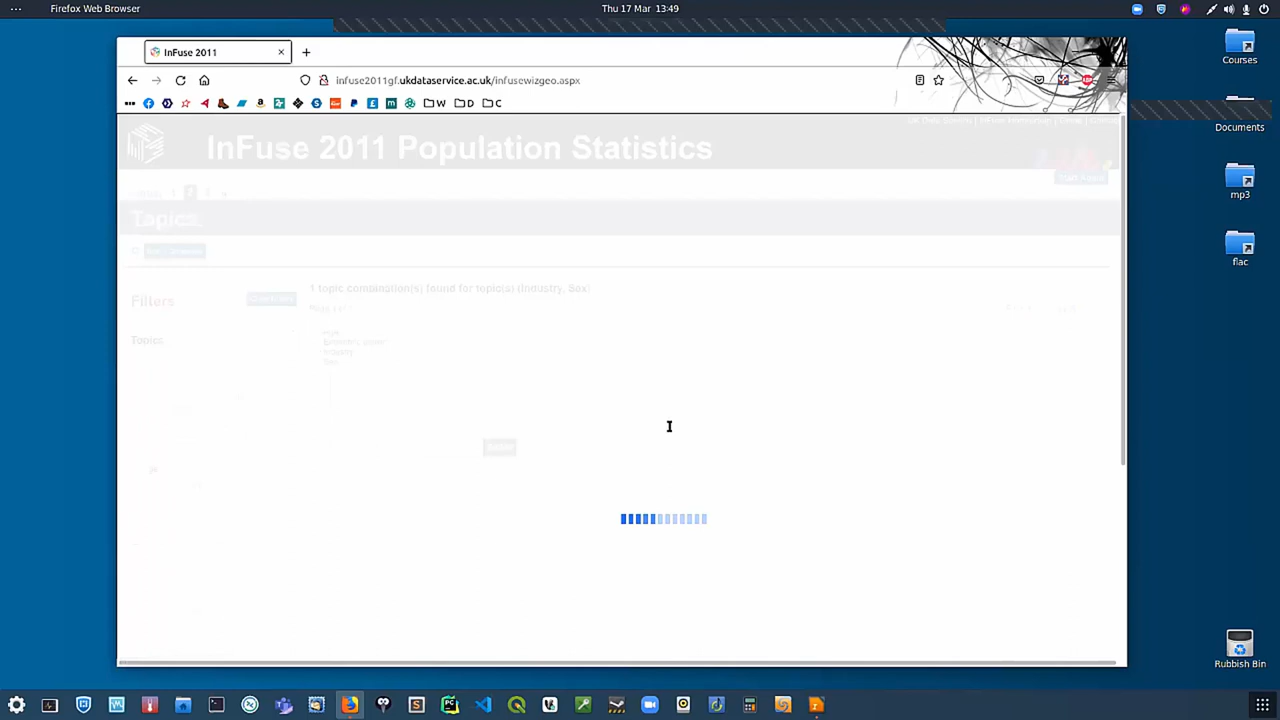 Firefox Web Browser
Thu 17 Mar 13:49
InFuse 2011
infuse2011gf.ukdataservice.ac.uk/infusewizgeo.aspx
W
D
C
InFuse 2011 Population Statistics
Topics
Filters
1 topic combination(s) found for topic(s) (Industry, Sex)
Topics
Courses
Documents
mp3
flac
Rubbish Bin